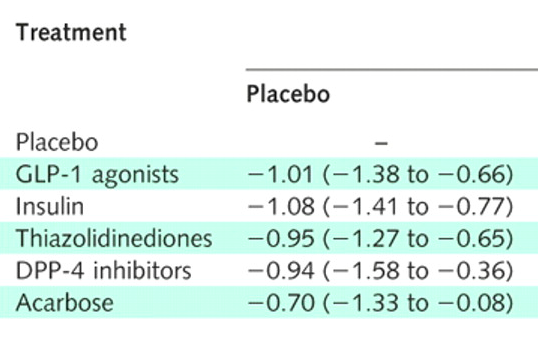 Treatment
Placebo
Placebo –
GLP-1 agonists −1.01 (−1.38 to −0.66)
Insulin −1.08 (−1.41 to −0.77)
Thiazolidinediones −0.95 (−1.27 to −0.65)
DPP-4 inhibitors −0.94 (−1.58 to −0.36)
Acarbose −0.70 (−1.33 to −0.08)